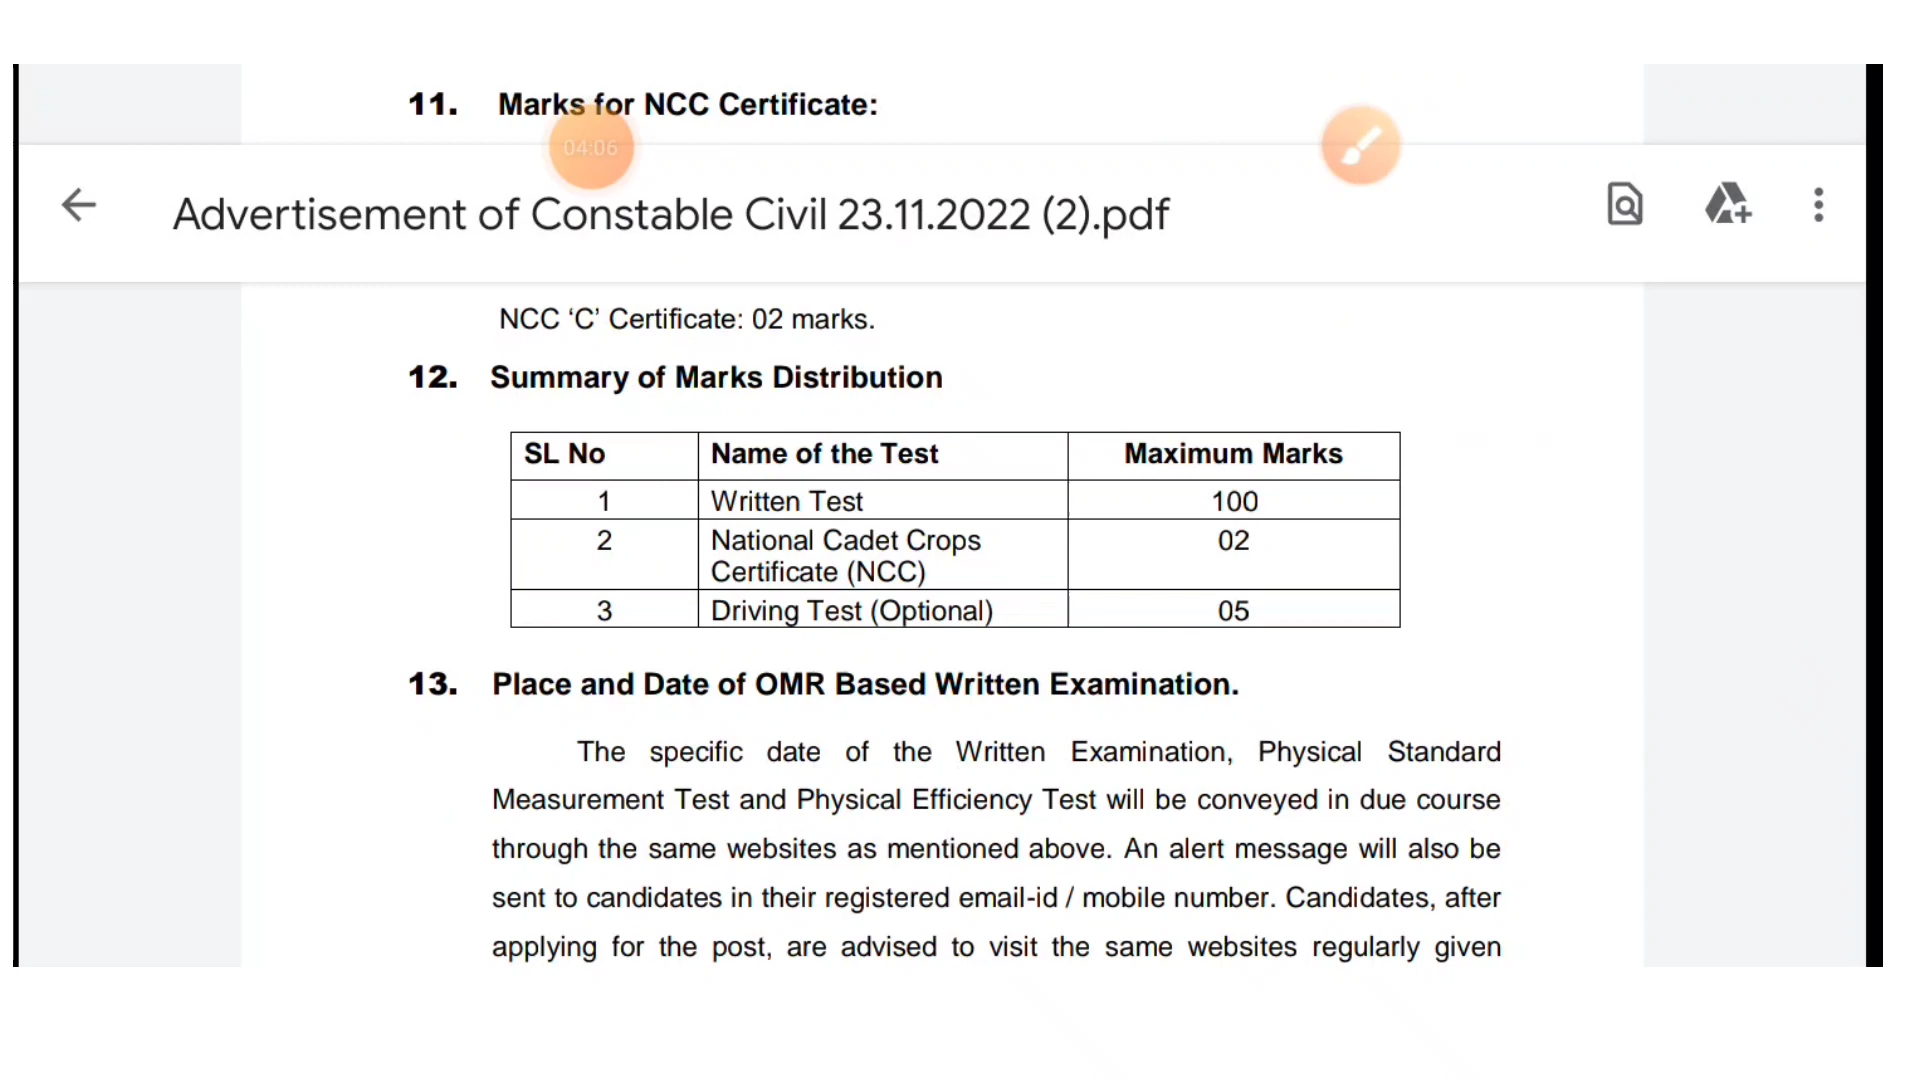 11. Marks for NCC Certificate:
04:06
Advertisement of Constable Civil 23.11.2022 (2).pdf
NCC ‘C’ Certificate: 02 marks.
12. Summary of Marks Distribution
SL No Name of the Test Maximum Marks
1 Written Test 100
2 National Cadet Crops 02
Certificate (NCC)
3 Driving Test (Optional) 05
13. Place and Date of OMR Based Written Examination.
The specific date of the Written Examination, Physical Standard
Measurement Test and Physical Efficiency Test will be conveyed in due course
through the same websites as mentioned above. An alert message will also be
sent to candidates in their registered email-id / mobile number. Candidates, after
applying for the post, are advised to visit the same websites regularly given